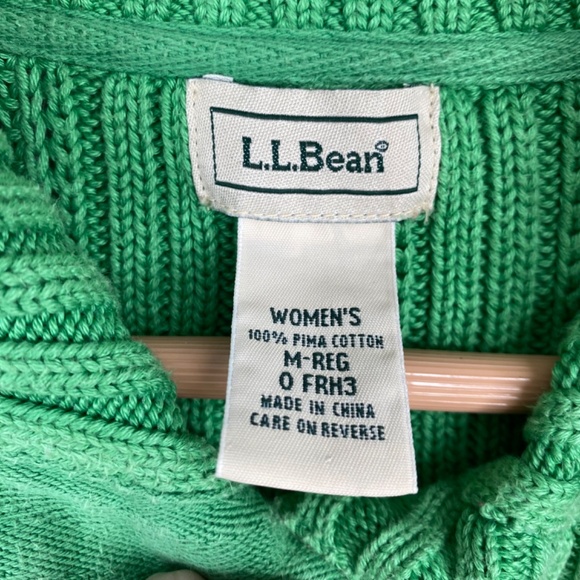 L.L.Bean®
WOMEN'S
100% PIMA COTTON
M-REG
0 FRH3
MADE IN CHINA
CARE ON REVERSE